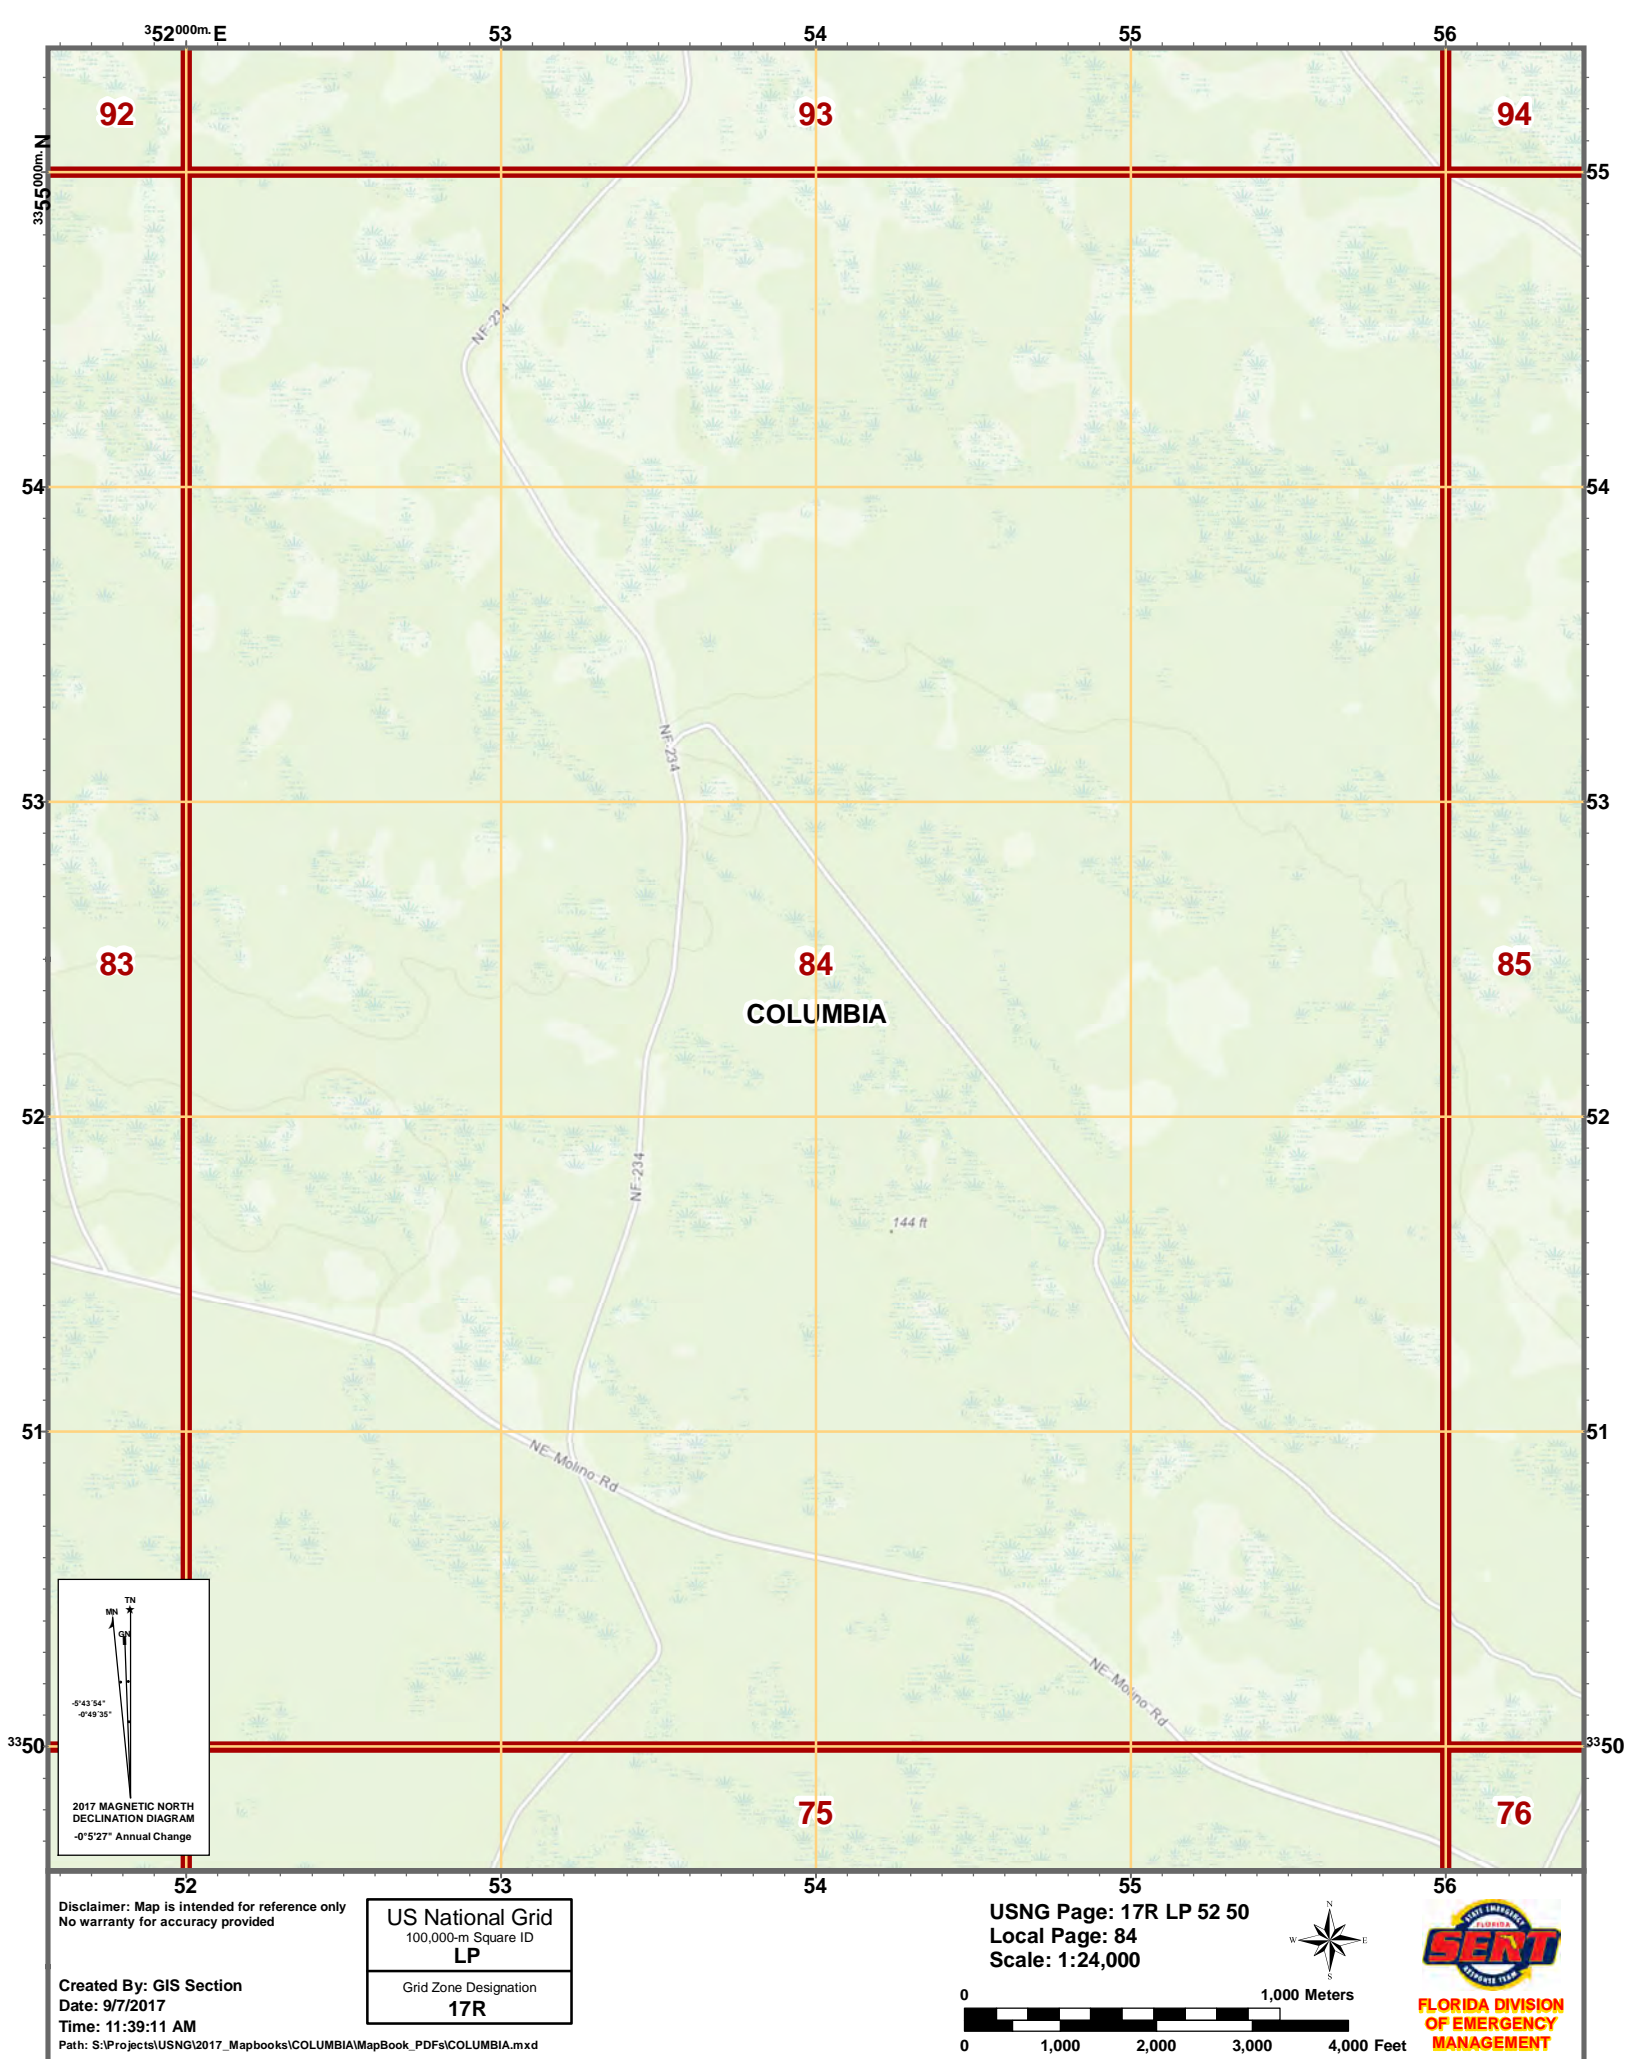 352000m. E 53 54 55 56
92 93 94
3355000m. N 55
NF-234
54 54
NF-234
53 53
83 84 85
COLUMBIA
52 52
NF-234
144 ft
51 51
NE-Molino-Rd
NE-Molino-Rd
TN
MN
GN
-5°43'54"
-0°49'35"
2017 MAGNETIC NORTH
DECLINATION DIAGRAM
-0°5'27" Annual Change
3350 3350
75 76
52 53 54 55 56
Disclaimer: Map is intended for reference only
No warranty for accuracy provided
Created By: GIS Section
Date: 9/7/2017
Time: 11:39:11 AM
Path: S:\Projects\USNG\2017_Mapbooks\COLUMBIA\MapBook_PDFs\COLUMBIA.mxd
US National Grid
100,000-m Square ID
LP
Grid Zone Designation
17R
USNG Page: 17R LP 52 50
Local Page: 84
Scale: 1:24,000
N
W E
S
0 1,000 Meters
0 1,000 2,000 3,000 4,000 Feet
STATE EMERGENCY
FLORIDA
SERT
RESPONSE TEAM
FLORIDA DIVISION
OF EMERGENCY
MANAGEMENT